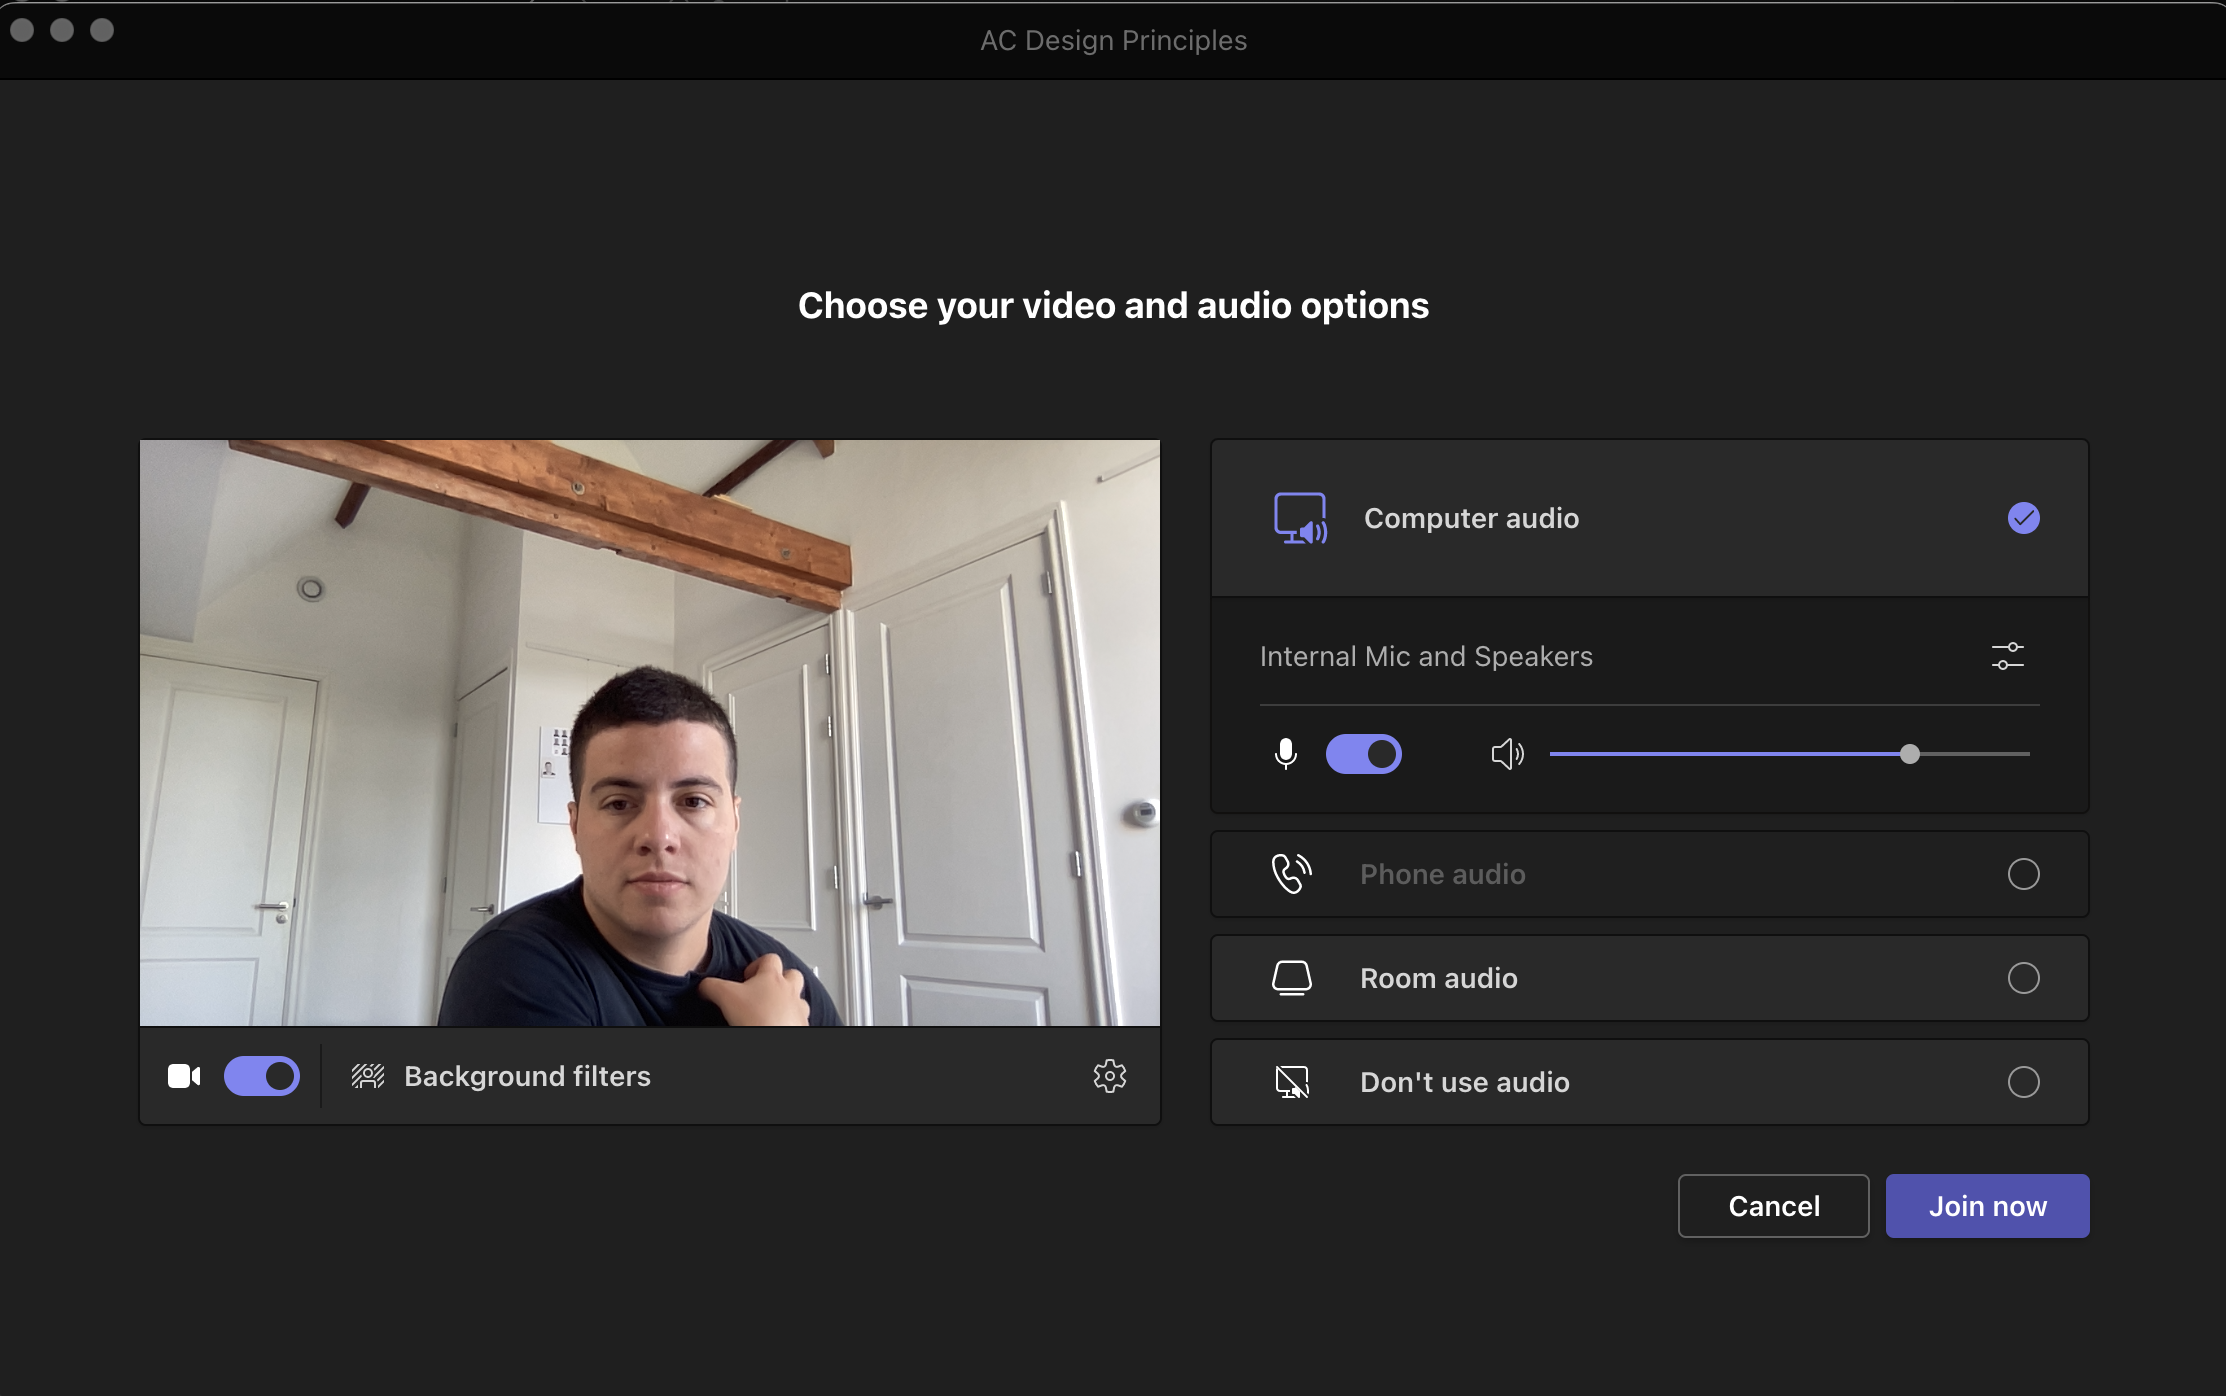 AC Design Principles
Choose your video and audio options
Computer audio
Internal Mic and Speakers
Phone audio
Room audio
Don't use audio
Background filters
Cancel
Join now